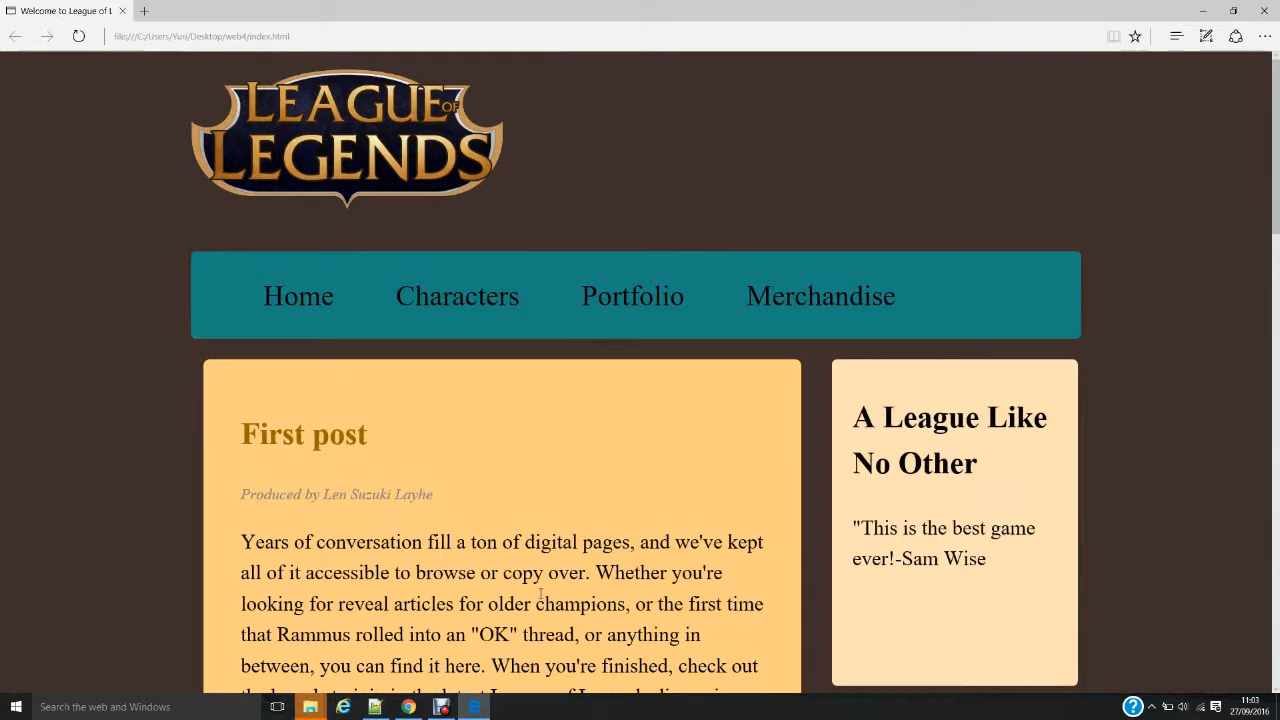 Welcome to League of L
file:///C:/Users/Yuri/Desktop/web4/index.html
LEAGUE OF
LEGENDS
Home Characters Portfolio Merchandise
First post
Produced by Len Suzuki Layhe
Years of conversation fill a ton of digital pages, and we've kept
all of it accessible to browse or copy over. Whether you're
looking for reveal articles for older champions, or the first time
that Rammus rolled into an "OK" thread, or anything in
between, you can find it here. When you're finished, check out
A League Like
No Other
"This is the best game
ever!-Sam Wise
Search the web and Windows
11:03
27/09/2016